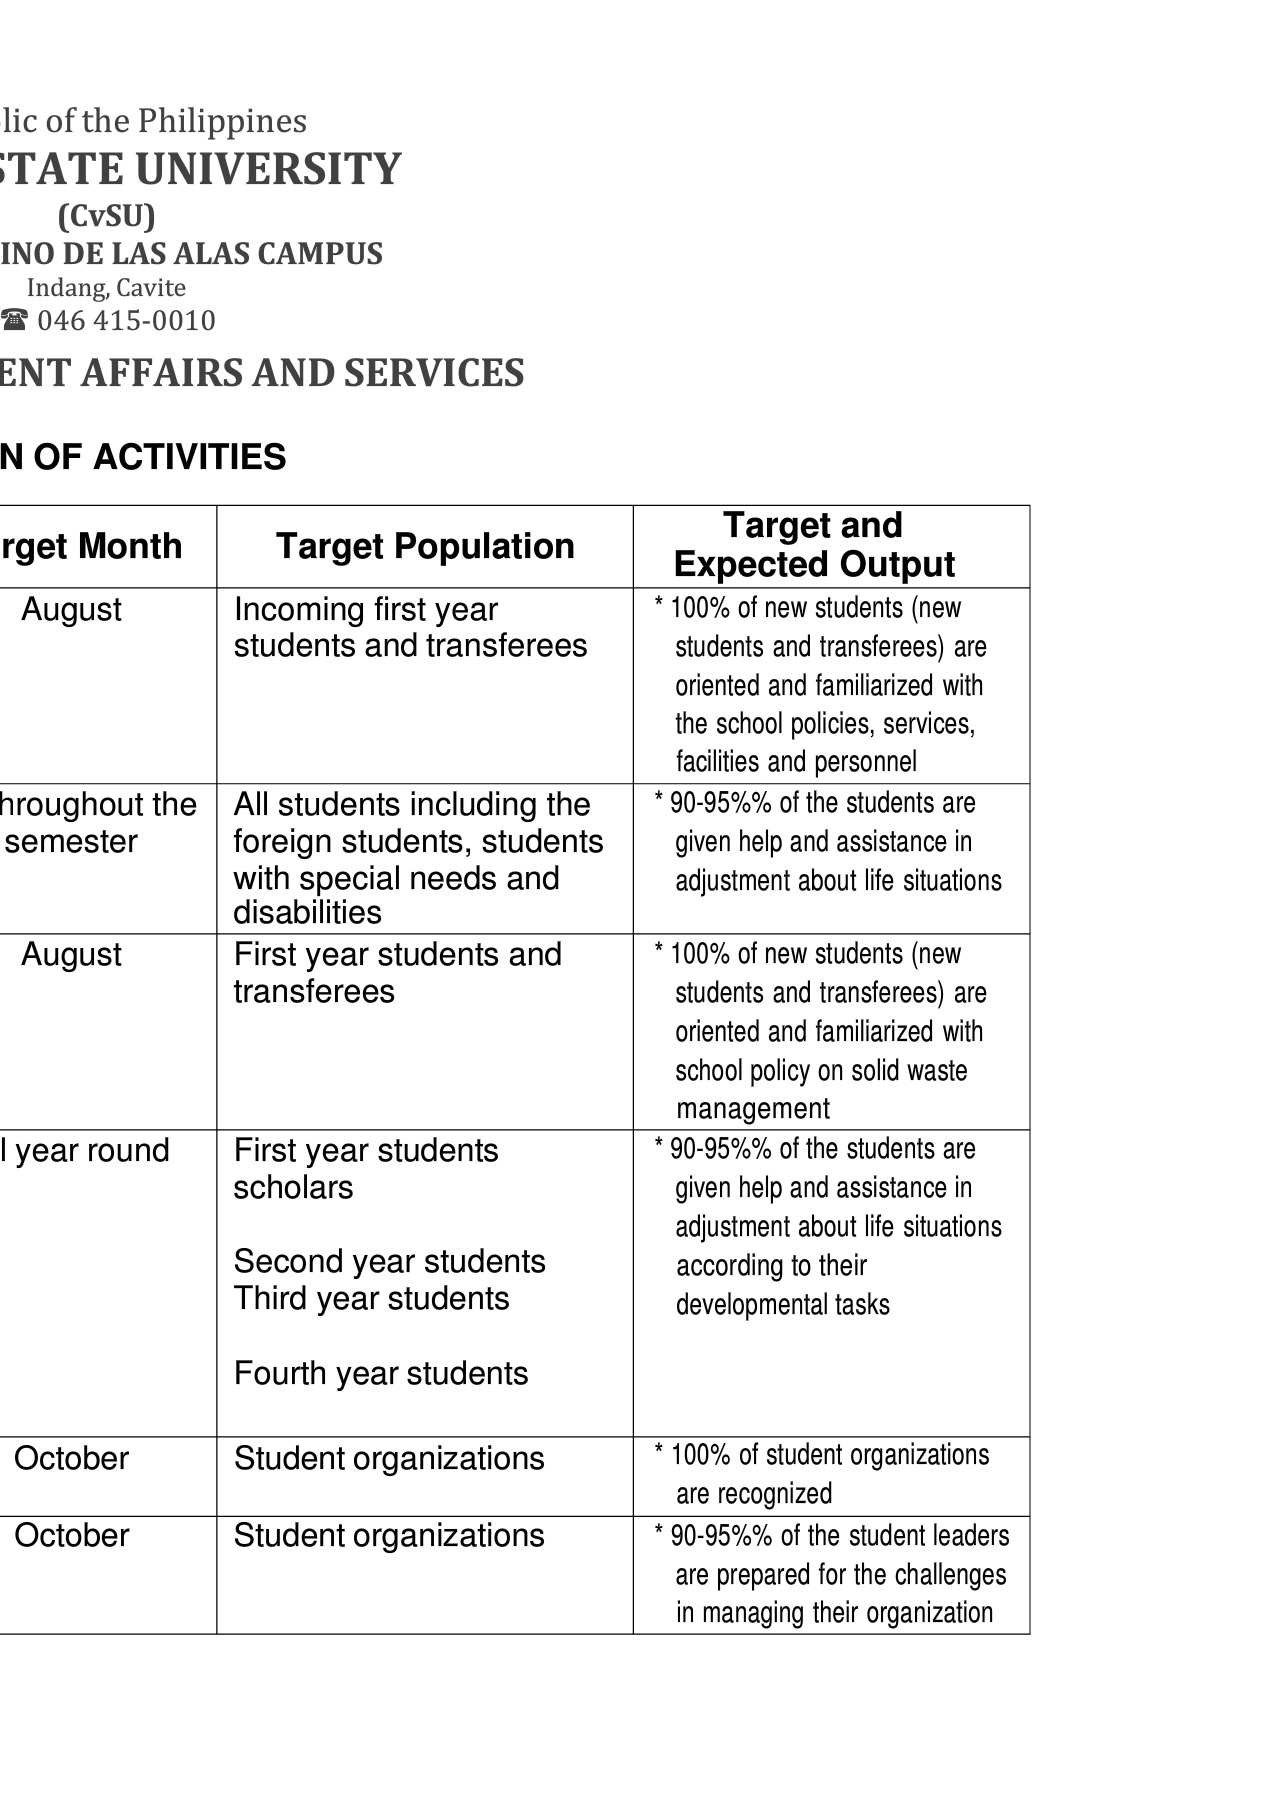 lic of the Philippines
STATE UNIVERSITY
(CvSU)
INO DE LAS ALAS CAMPUS
Indang, Cavite
☎ 046 415-0010
ENT AFFAIRS AND SERVICES
N OF ACTIVITIES
rget Month
Target Population
Target and
Expected Output
August
Incoming first year
students and transferees
* 100% of new students (new
students and transferees) are
oriented and familiarized with
the school policies, services,
facilities and personnel
hroughout the
semester
All students including the
foreign students, students
with special needs and
disabilities
* 90-95%% of the students are
given help and assistance in
adjustment about life situations
August
First year students and
transferees
* 100% of new students (new
students and transferees) are
oriented and familiarized with
school policy on solid waste
management
l year round
First year students
scholars
Second year students
Third year students
Fourth year students
* 90-95%% of the students are
given help and assistance in
adjustment about life situations
according to their
developmental tasks
October
Student organizations
* 100% of student organizations
are recognized
October
Student organizations
* 90-95%% of the student leaders
are prepared for the challenges
in managing their organization